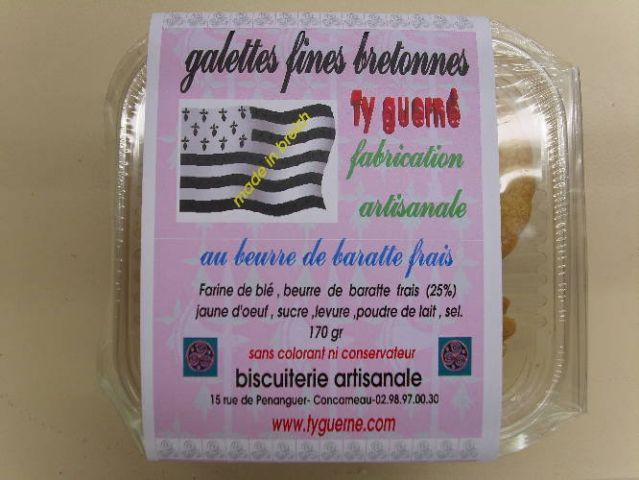 galettes fines bretonnes
Ty guerné
made in breizh
fabrication
artisanale
au beurre de baratte frais
Farine de blé , beurre de baratte frais (25%)
jaune d'oeuf , sucre ,levure ,poudre de lait , sel.
170 gr
sans colorant ni conservateur
biscuiterie artisanale
15 rue de Penanguer- Concarneau-02.98.97.00.30
www.tyguerne.com